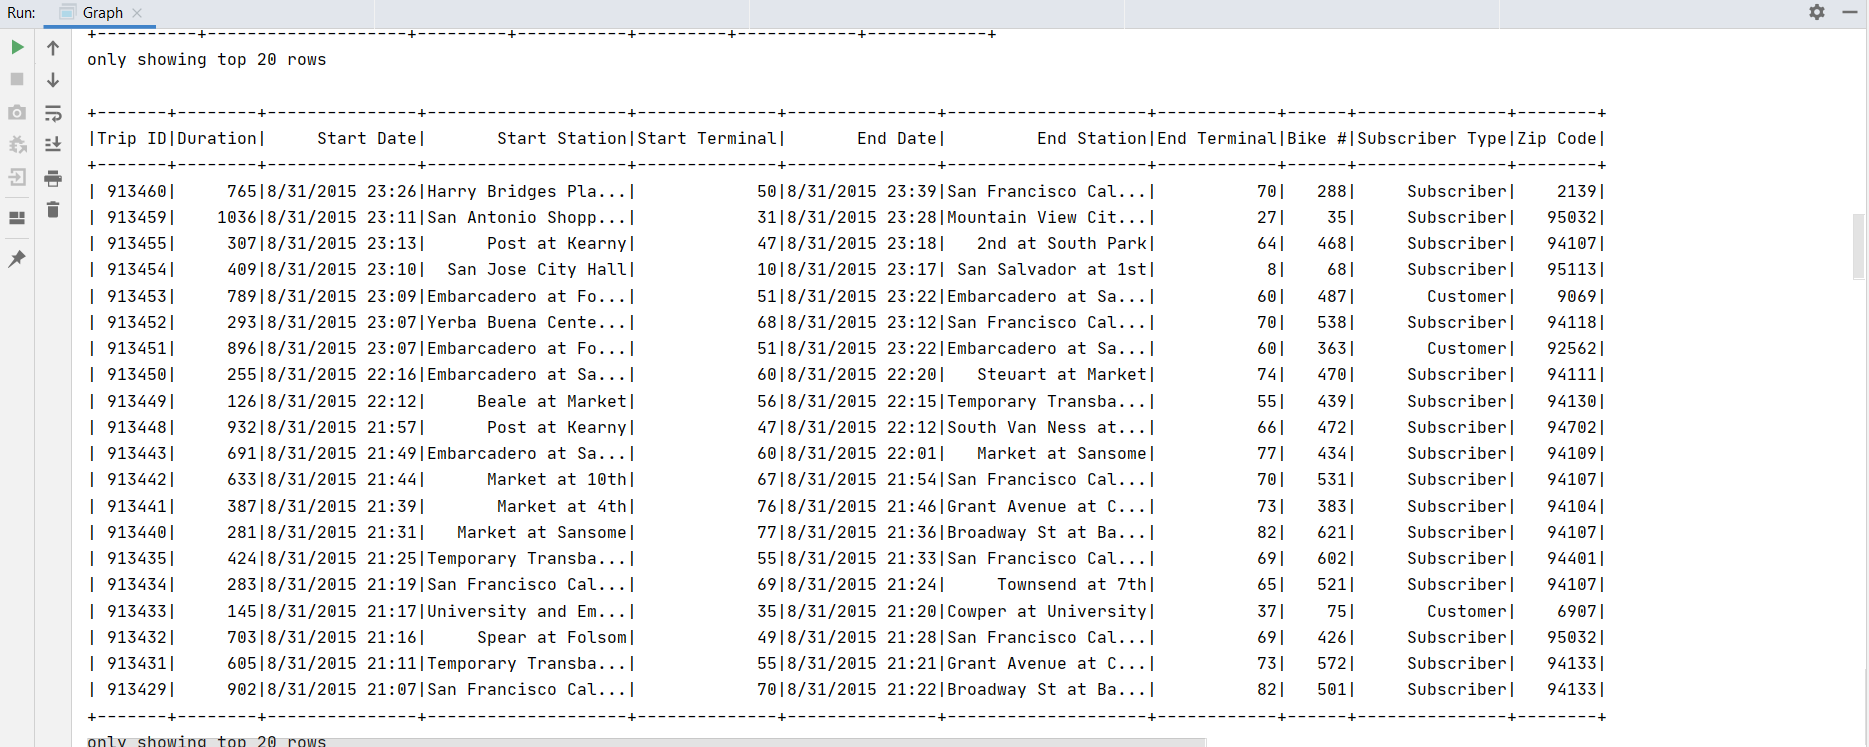 Run: Graph
+----------+--------------------+---------+-----------+---------+------------+------------+
only showing top 20 rows
+-------+--------+---------------+--------------------+--------------+---------------+--------------------+------------+------+---------------+--------+
|Trip ID|Duration|     Start Date|       Start Station|Start Terminal|       End Date|         End Station|End Terminal|Bike #|Subscriber Type|Zip Code|
+-------+--------+---------------+--------------------+--------------+---------------+--------------------+------------+------+---------------+--------+
| 913460|     765|8/31/2015 23:26|Harry Bridges Pla...|            50|8/31/2015 23:39|San Francisco Cal...|          70|   288|     Subscriber|    2139|
| 913459|    1036|8/31/2015 23:11|San Antonio Shopp...|            31|8/31/2015 23:28|Mountain View Cit...|          27|    35|     Subscriber|   95032|
| 913455|     307|8/31/2015 23:13|      Post at Kearny|            47|8/31/2015 23:18|   2nd at South Park|          64|   468|     Subscriber|   94107|
| 913454|     409|8/31/2015 23:10|  San Jose City Hall|            10|8/31/2015 23:17| San Salvador at 1st|           8|    68|     Subscriber|   95113|
| 913453|     789|8/31/2015 23:09|Embarcadero at Fo...|            51|8/31/2015 23:22|Embarcadero at Sa...|          60|   487|       Customer|    9069|
| 913452|     293|8/31/2015 23:07|Yerba Buena Cente...|            68|8/31/2015 23:12|San Francisco Cal...|          70|   538|     Subscriber|   94118|
| 913451|     896|8/31/2015 23:07|Embarcadero at Fo...|            51|8/31/2015 23:22|Embarcadero at Sa...|          60|   363|       Customer|   92562|
| 913450|     255|8/31/2015 22:16|Embarcadero at Sa...|            60|8/31/2015 22:20|   Steuart at Market|          74|   470|     Subscriber|   94111|
| 913449|     126|8/31/2015 22:12|     Beale at Market|            56|8/31/2015 22:15|Temporary Transba...|          55|   439|     Subscriber|   94130|
| 913448|     932|8/31/2015 21:57|      Post at Kearny|            47|8/31/2015 22:12|South Van Ness at...|          66|   472|     Subscriber|   94702|
| 913443|     691|8/31/2015 21:49|Embarcadero at Sa...|            60|8/31/2015 22:01|   Market at Sansome|          77|   434|     Subscriber|   94109|
| 913442|     633|8/31/2015 21:44|      Market at 10th|            67|8/31/2015 21:54|San Francisco Cal...|          70|   531|     Subscriber|   94107|
| 913441|     387|8/31/2015 21:39|       Market at 4th|            76|8/31/2015 21:46|Grant Avenue at C...|          73|   383|     Subscriber|   94104|
| 913440|     281|8/31/2015 21:31|   Market at Sansome|            77|8/31/2015 21:36|Broadway St at Ba...|          82|   621|     Subscriber|   94107|
| 913435|     424|8/31/2015 21:25|Temporary Transba...|            55|8/31/2015 21:33|San Francisco Cal...|          69|   602|     Subscriber|   94401|
| 913434|     283|8/31/2015 21:19|San Francisco Cal...|            69|8/31/2015 21:24|     Townsend at 7th|          65|   521|     Subscriber|   94107|
| 913433|     145|8/31/2015 21:17|University and Em...|            35|8/31/2015 21:20|Cowper at University|          37|    75|       Customer|    6907|
| 913432|     703|8/31/2015 21:16|     Spear at Folsom|            49|8/31/2015 21:28|San Francisco Cal...|          69|   426|     Subscriber|   95032|
| 913431|     605|8/31/2015 21:11|Temporary Transba...|            55|8/31/2015 21:21|Grant Avenue at C...|          73|   572|     Subscriber|   94133|
| 913429|     902|8/31/2015 21:07|San Francisco Cal...|            70|8/31/2015 21:22|Broadway St at Ba...|          82|   501|     Subscriber|   94133|
+-------+--------+---------------+--------------------+--------------+---------------+--------------------+------------+------+---------------+--------+
only showing top 20 rows